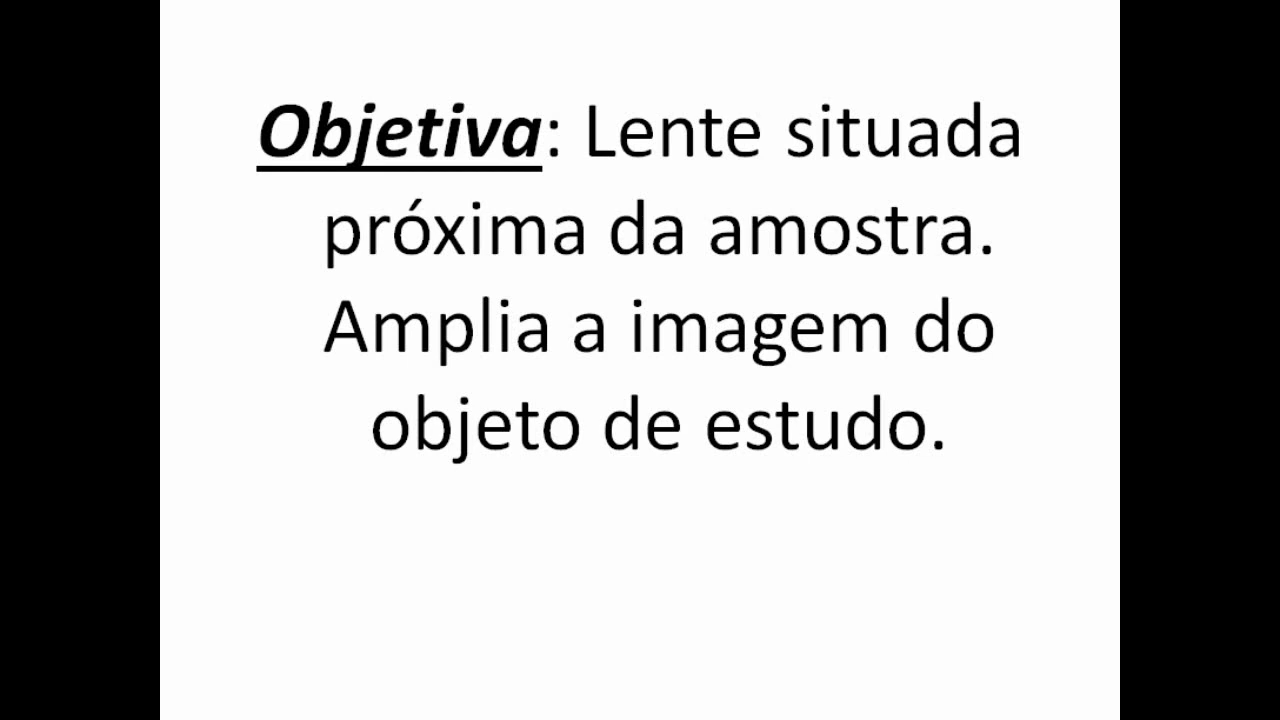 Objetiva: Lente situada
próxima da amostra.
Amplia a imagem do
objeto de estudo.